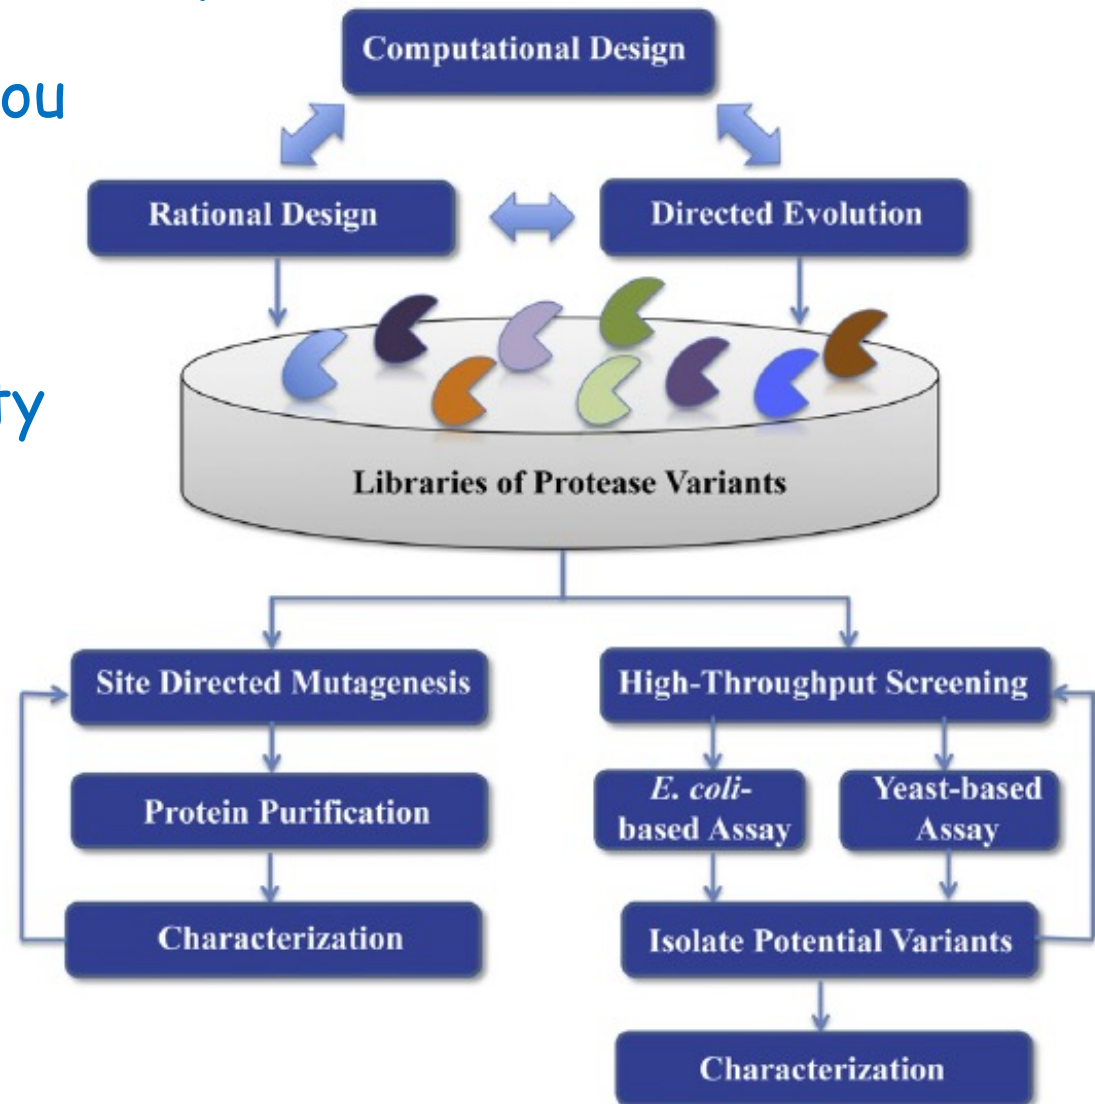 Computational Design
ou
Rational Design
Directed Evolution
ty
Libraries of Protease Variants
Site Directed Mutagenesis
High-Throughput Screening
Protein Purification
E. coli-
based Assay
Yeast-based
Assay
Characterization
Isolate Potential Variants
Characterization